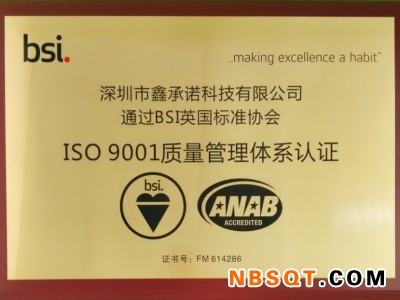 bsi.
...making excellence a habit.™
深圳市鑫承诺科技有限公司
通过BSI英国标准协会
ISO 9001质量管理体系认证
bsi.
ANAB
ACCREDITED
证书号: FM 614286
NBSQT.COM